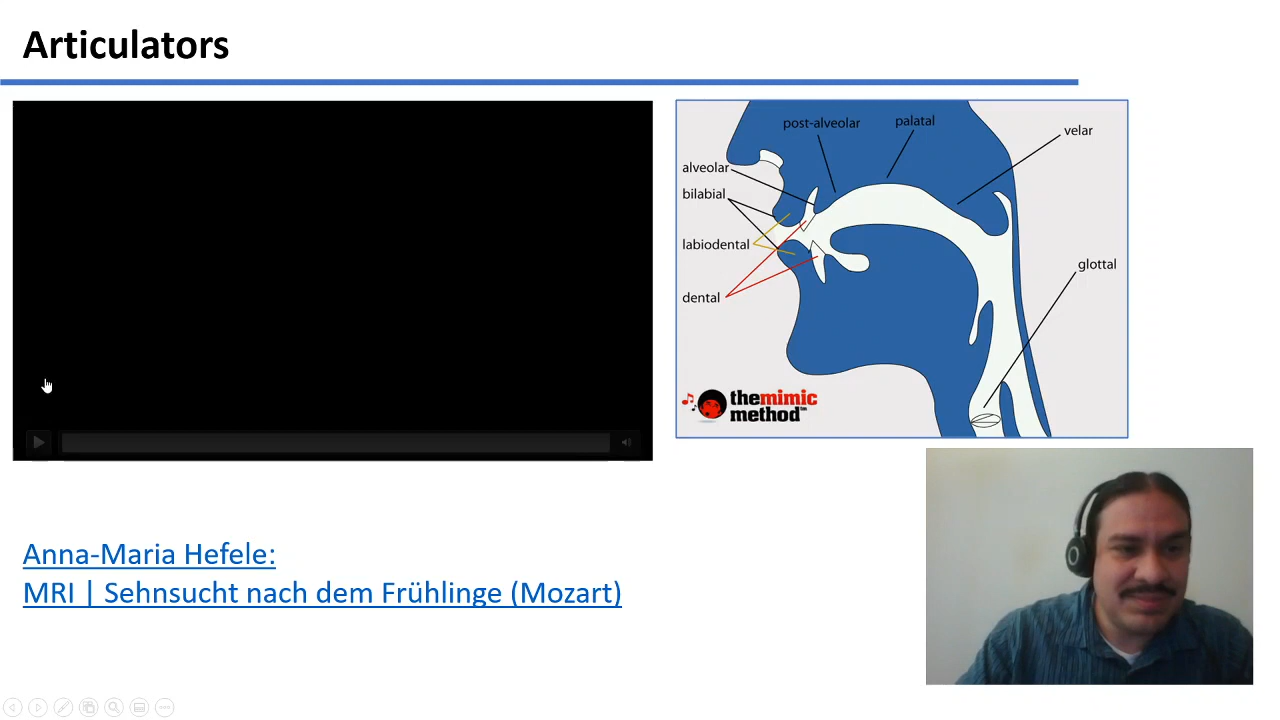 Articulators
post-alveolar
palatal
velar
alveolar
bilabial
labiodental
glottal
dental
themimic
method™
Anna-Maria Hefele:
MRI | Sehnsucht nach dem Frühlinge (Mozart)